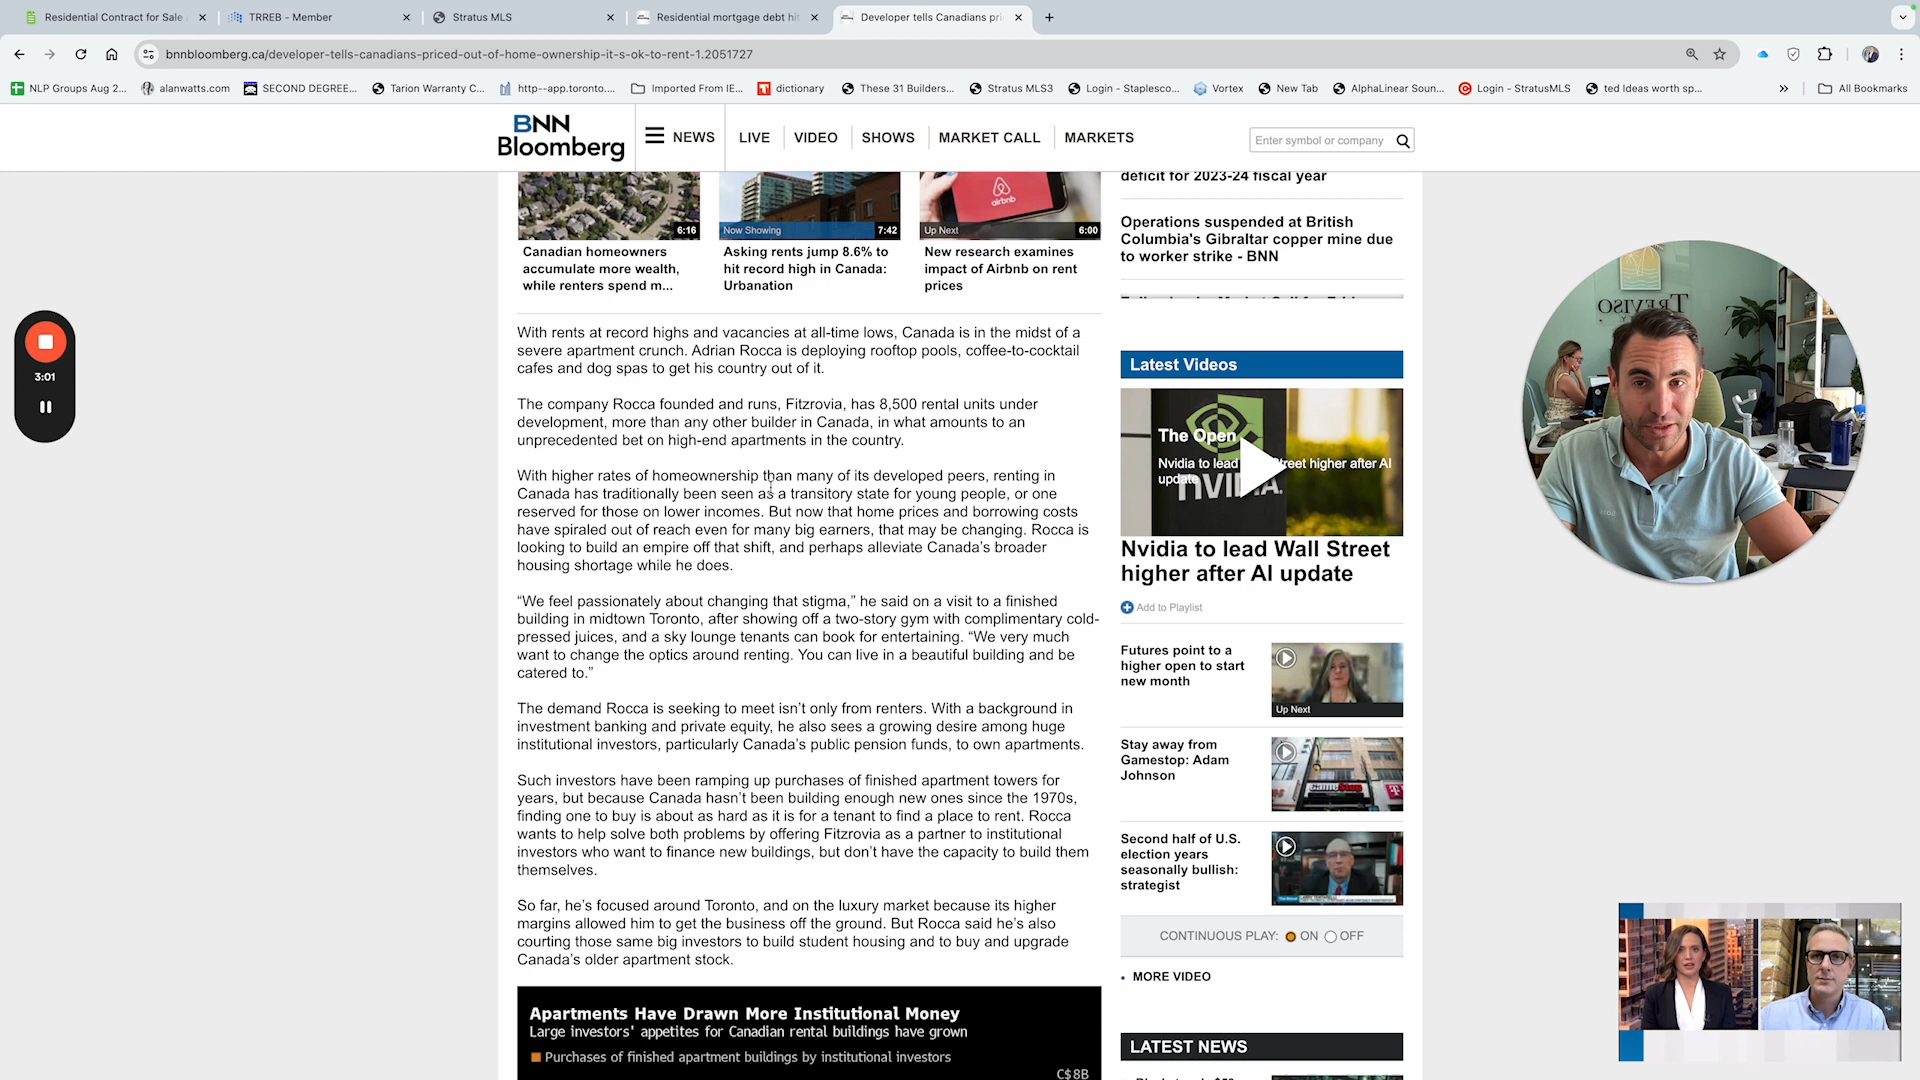 Residential Contract for Sale
TRREB - Member
Stratus MLS
Residential mortgage debt hit
Developer tells Canadians pri
bnnbloomberg.ca/developer-tells-canadians-priced-out-of-home-ownership-it-s-ok-to-rent-1.2051727
NLP Groups Aug 2...
alanwatts.com
SECOND DEGREE...
Tarion Warranty C...
http--app.toronto....
Imported From IE...
dictionary
These 31 Builders...
Stratus MLS3
Login - Staplesco...
Vortex
New Tab
AlphaLinear Soun...
Login - StratusMLS
ted Ideas worth sp...
All Bookmarks
BNN
Bloomberg
NEWS
LIVE
VIDEO
SHOWS
MARKET CALL
MARKETS
Enter symbol or company
6:16
Canadian homeowners
accumulate more wealth,
while renters spend m...
Now Showing
7:42
Asking rents jump 8.6% to
hit record high in Canada:
Urbanation
airbnb
Up Next
6:00
New research examines
impact of Airbnb on rent
prices
With rents at record highs and vacancies at all-time lows, Canada is in the midst of a
severe apartment crunch. Adrian Rocca is deploying rooftop pools, coffee-to-cocktail
cafes and dog spas to get his country out of it.
The company Rocca founded and runs, Fitzrovia, has 8,500 rental units under
development, more than any other builder in Canada, in what amounts to an
unprecedented bet on high-end apartments in the country.
With higher rates of homeownership than many of its developed peers, renting in
Canada has traditionally been seen as a transitory state for young people, or one
reserved for those on lower incomes. But now that home prices and borrowing costs
have spiraled out of reach even for many big earners, that may be changing. Rocca is
looking to build an empire off that shift, and perhaps alleviate Canada’s broader
housing shortage while he does.
“We feel passionately about changing that stigma,” he said on a visit to a finished
building in midtown Toronto, after showing off a two-story gym with complimentary cold-
pressed juices, and a sky lounge tenants can book for entertaining. “We very much
want to change the optics around renting. You can live in a beautiful building and be
catered to.”
The demand Rocca is seeking to meet isn’t only from renters. With a background in
investment banking and private equity, he also sees a growing desire among huge
institutional investors, particularly Canada’s public pension funds, to own apartments.
Such investors have been ramping up purchases of finished apartment towers for
years, but because Canada hasn’t been building enough new ones since the 1970s,
finding one to buy is about as hard as it is for a tenant to find a place to rent. Rocca
wants to help solve both problems by offering Fitzrovia as a partner to institutional
investors who want to finance new buildings, but don’t have the capacity to build them
themselves.
So far, he’s focused around Toronto, and on the luxury market because its higher
margins allowed him to get the business off the ground. But Rocca said he’s also
courting those same big investors to build student housing and to buy and upgrade
Canada’s older apartment stock.
Apartments Have Drawn More Institutional Money
Large investors' appetites for Canadian rental buildings have grown
Purchases of finished apartment buildings by institutional investors
C$8B
deficit for 2023-24 fiscal year
Operations suspended at British
Columbia's Gibraltar copper mine due
to worker strike - BNN
Latest Videos
The Open
Nvidia to lead
treet higher after AI
update
NVIDIA.
Nvidia to lead Wall Street
higher after AI update
Add to Playlist
Futures point to a
higher open to start
new month
Up Next
Stay away from
Gamestop: Adam
Johnson
GameStop
Second half of U.S.
election years
seasonally bullish:
strategist
CONTINUOUS PLAY: ON OFF
MORE VIDEO
LATEST NEWS
3:01
TREVISO